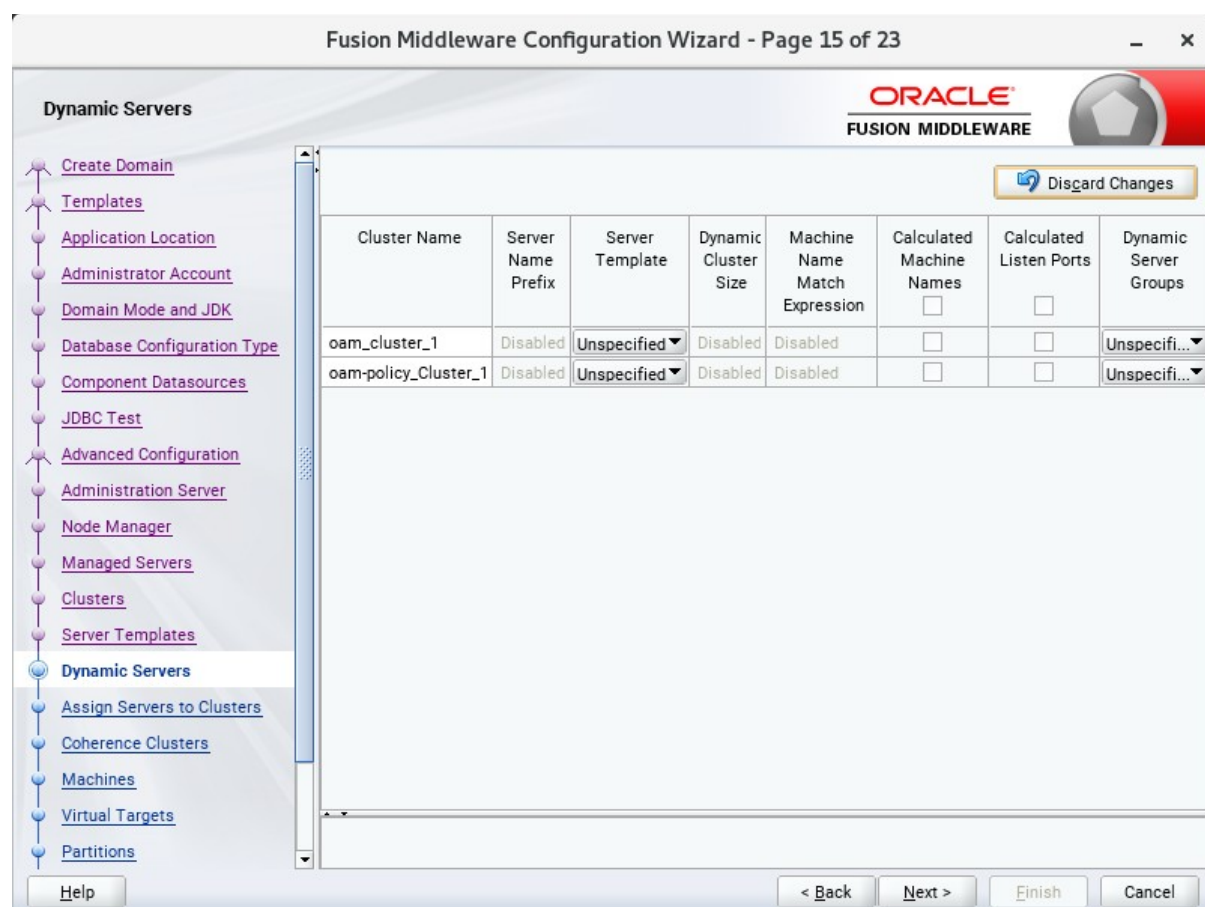 Fusion Middleware Configuration Wizard - Page 15 of 23
Dynamic Servers
ORACLE
FUSION MIDDLEWARE
Create Domain
Templates
Application Location
Administrator Account
Domain Mode and JDK
Database Configuration Type
Component Datasources
JDBC Test
Advanced Configuration
Administration Server
Node Manager
Managed Servers
Clusters
Server Templates
Dynamic Servers
Assign Servers to Clusters
Coherence Clusters
Machines
Virtual Targets
Partitions
Discard Changes
Cluster Name Server Name Prefix Server Template Dynamic Cluster Size Machine Name Match Expression Calculated Machine Names Calculated Listen Ports Dynamic Server Groups
oam_cluster_1 Disabled Unspecified Disabled Disabled Unspecifi...
oam-policy_Cluster_1 Disabled Unspecified Disabled Disabled Unspecifi...
Help
< Back
Next >
Finish
Cancel